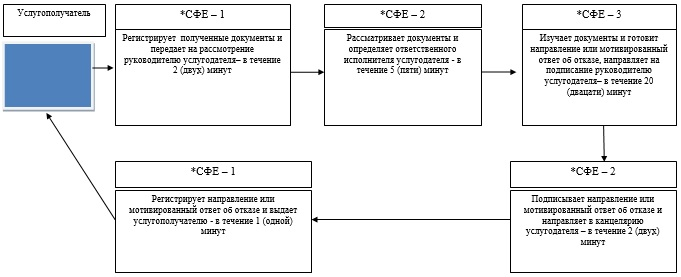 Услугополучатель
*СФЕ – 1
Регистрирует полученные документы и
передает на рассмотрение
руководителю услугодателя– в течение
2 (двух) минут
*СФЕ – 2
Рассматривает документы и
определяет ответственного
исполнителя услугодателя - в
течение 5 (пяти) минут
*СФЕ – 3
Изучает документы и готовит
направление или мотивированный
ответ об отказе, направляет на
подписание руководителю
услугодателя– в течение 20
(двацати) минут
*СФЕ – 2
Подписывает направление или
мотивированный ответ об отказе и
направляет в канцелярию
услугодателя – в течение 2 (двух)
минут
*СФЕ – 1
Регистрирует направление или
мотивированный ответ об отказе и выдает
услугополучателю - в течение 1 (одной)
минут